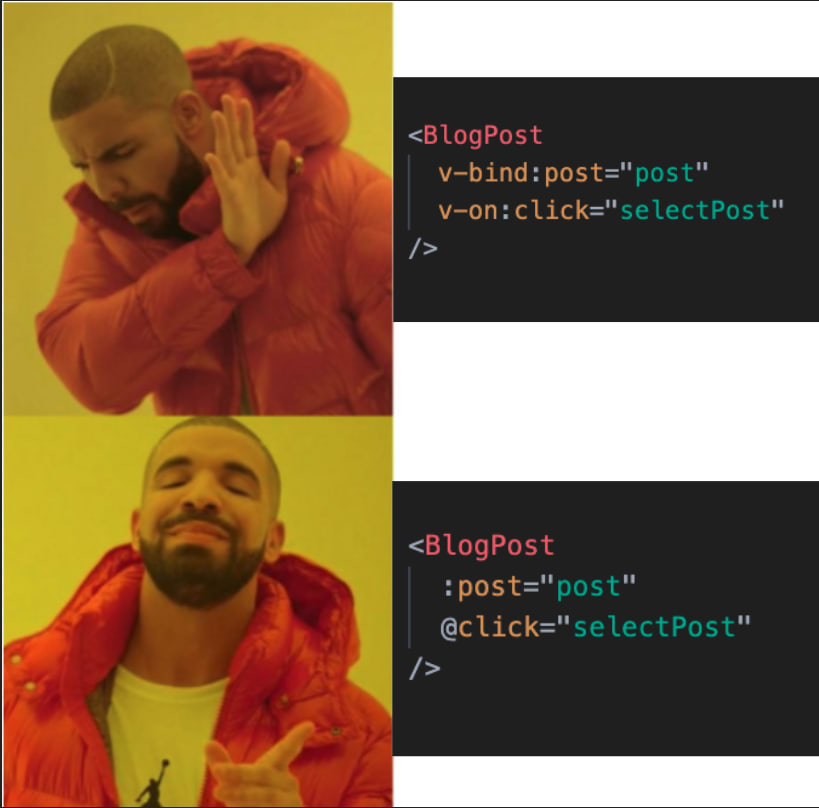 <BlogPost
v-bind:post="post"
v-on:click="selectPost"
/>
<BlogPost
:post="post"
@click="selectPost"
/>